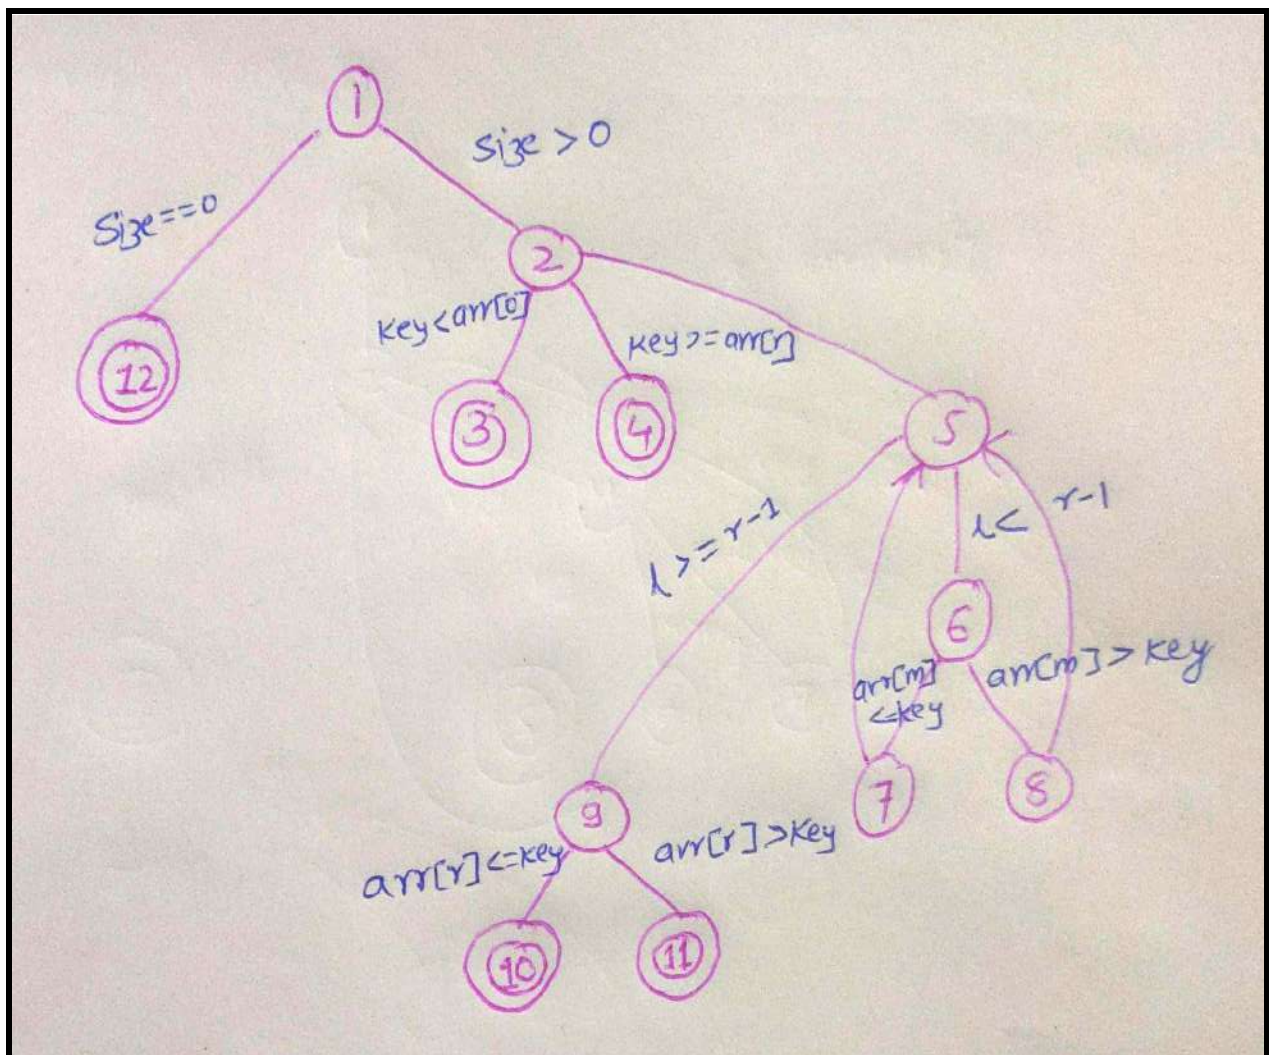 1
Size > 0
Size==0
2
key<arr[0]
key>=arr[r]
12
3
4
5
l>=r-1
l< r-1
6
arr[m]
<=key
arr[m]>key
7
8
9
arr[r]<=key
arr[r]>key
10
11